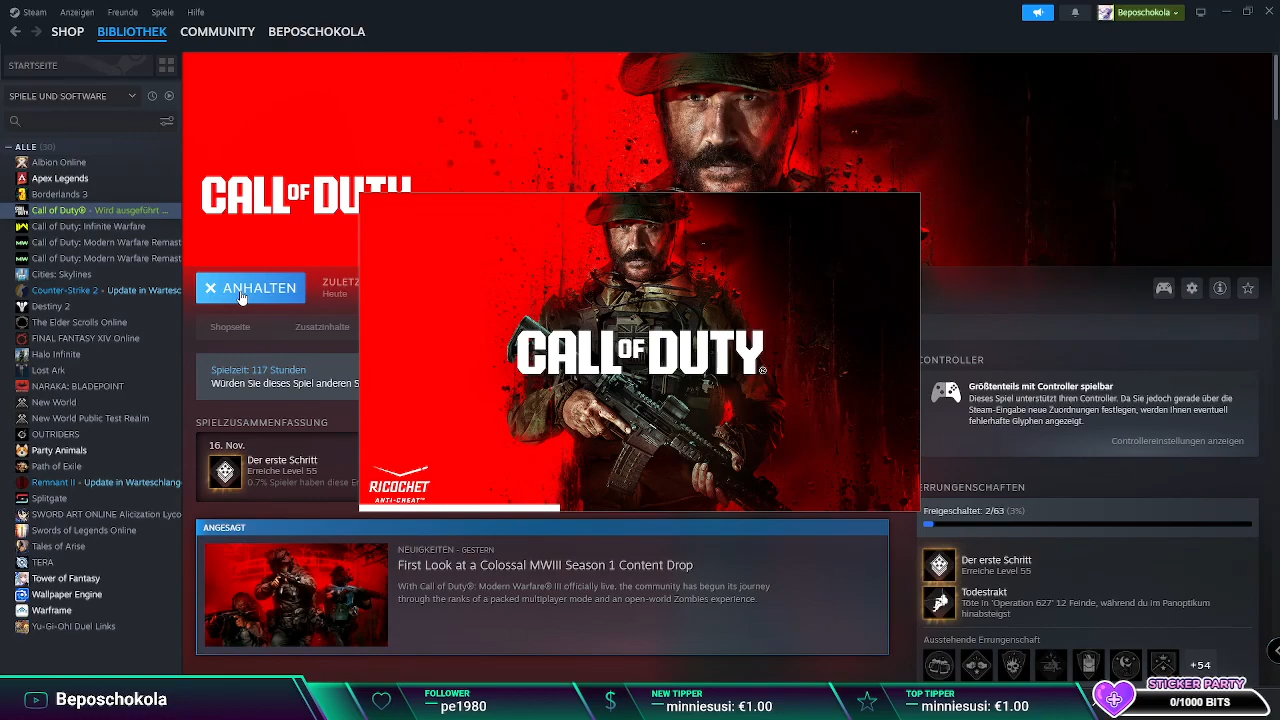 Steam Anzeigen Freunde Spiele Hilfe
Beposchokola
SHOP BIBLIOTHEK COMMUNITY BEPOSCHOKOLA
STARTSEITE
SPIELE UND SOFTWARE
ALLE (30)
Albion Online
Apex Legends
Borderlands 3
Call of Duty® - Wird ausgeführt ...
Call of Duty: Infinite Warfare
Call of Duty: Modern Warfare Remast
Call of Duty: Modern Warfare Remast
Cities: Skylines
Counter-Strike 2 - Update in Wartesc
Destiny 2
The Elder Scrolls Online
FINAL FANTASY XIV Online
Halo Infinite
Lost Ark
NARAKA: BLADEPOINT
New World
New World Public Test Realm
OUTRIDERS
Party Animals
Path of Exile
Remnant II - Update in Warteschlang
Splitgate
SWORD ART ONLINE Alicization Lyco
Swords of Legends Online
Tales of Arise
TERA
Tower of Fantasy
Wallpaper Engine
Warframe
Yu-Gi-Oh! Duel Links
CALL OF DUTY
ANHALTEN
ZULETZ
Heute
Shopseite Zusatzinhalte
Spielzeit: 117 Stunden
Würden Sie dieses Spiel anderen S
SPIELZUSAMMENFASSUNG
16. Nov.
Der erste Schritt
Erreiche Level 55
0.7% Spieler haben diese Er
CALL OF DUTY®
RICOCHET
ANTI-CHEAT™
ANGESAGT
NEUIGKEITEN - GESTERN
First Look at a Colossal MWIII Season 1 Content Drop
With Call of Duty®: Modern Warfare® III officially live, the community has begun its journey
through the ranks of a packed multiplayer mode and an open-world Zombies experience.
CONTROLLER
Größtenteils mit Controller spielbar
Dieses Spiel unterstützt Ihren Controller. Da Sie jedoch gerade über die
Steam-Eingabe neue Zuordnungen festlegen, werden Ihnen eventuell
fehlerhafte Glyphen angezeigt.
Controllereinstellungen anzeigen
ERRUNGENSCHAFTEN
Freigeschaltet: 2/63 (3%)
Der erste Schritt
Erreiche Level 55
Todestrakt
Töte in 'Operation 627' 12 Feinde, während du im Panoptikum
hinabsteigst
Ausstehende Errungenschaft
+54
Beposchokola
FOLLOWER
pe1980
NEW TIPPER
minniesusi: €1.00
TOP TIPPER
minniesusi: €1.00
STICKER PARTY
0/1000 BITS